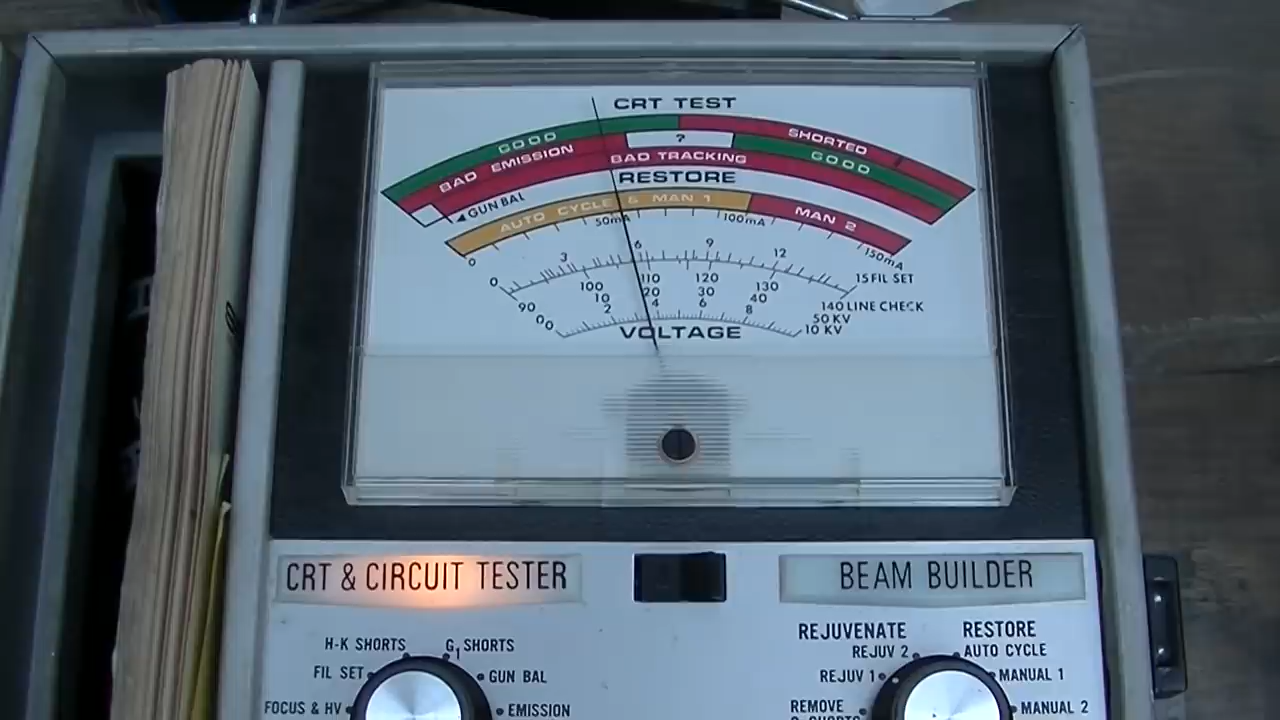 CRT TEST
GOOD SHORTED
BAD EMISSION ? GOOD
BAD TRACKING
◄ GUN BAL RESTORE
AUTO CYCLE & MAN 1 MAN 2
0 50mA 100mA 150mA
0 3 6 9 12 15 FIL SET
90 100 110 120 130 140 LINE CHECK
0 10 20 30 40 50 KV
0 2 4 6 8 10 KV
VOLTAGE
CRT & CIRCUIT TESTER
BEAM BUILDER
H-K SHORTS G1 SHORTS
FIL SET GUN BAL
FOCUS & HV EMISSION
REJUVENATE RESTORE
REJUV 2 AUTO CYCLE
REJUV 1 MANUAL 1
REMOVE MANUAL 2